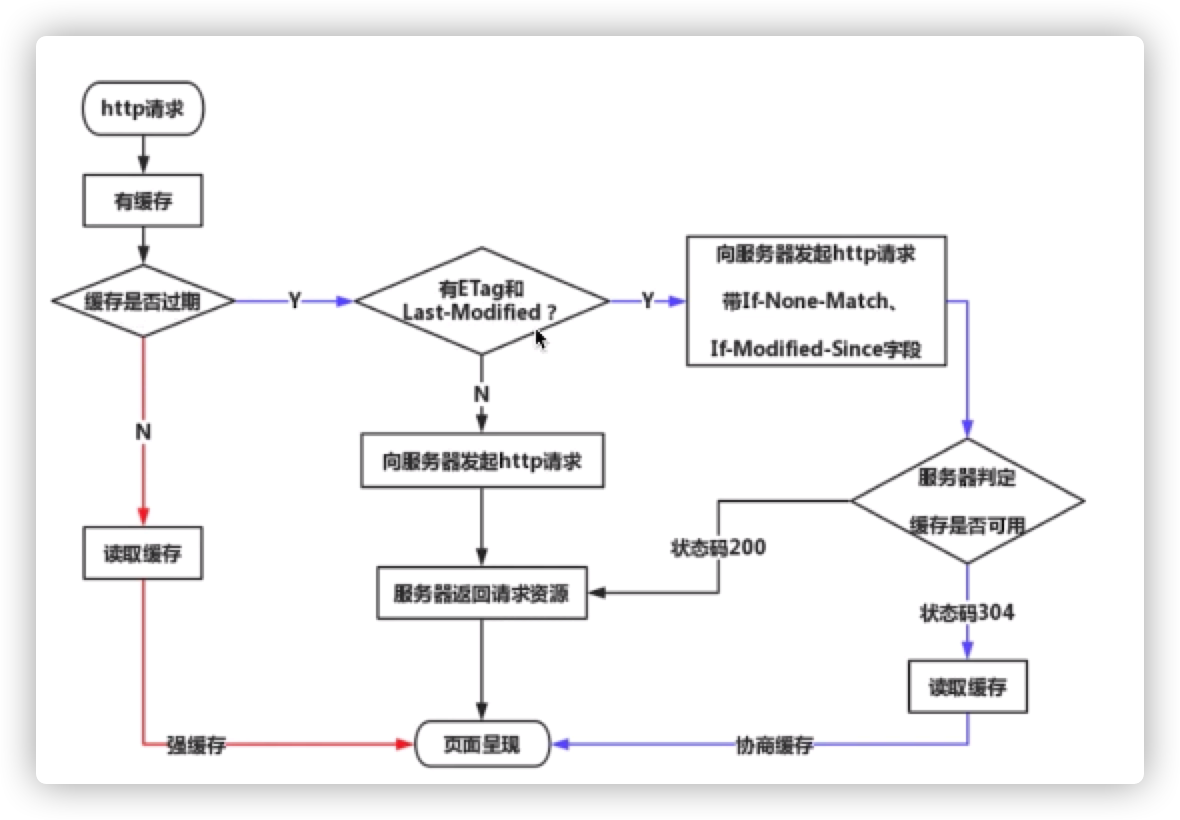 http请求
有缓存
缓存是否过期
Y
有ETag和
Last-Modified ?
Y
向服务器发起http请求
带If-None-Match、
If-Modified-Since字段
N
N
向服务器发起http请求
服务器判定
缓存是否可用
状态码200
读取缓存
服务器返回请求资源
状态码304
读取缓存
强缓存
页面呈现
协商缓存